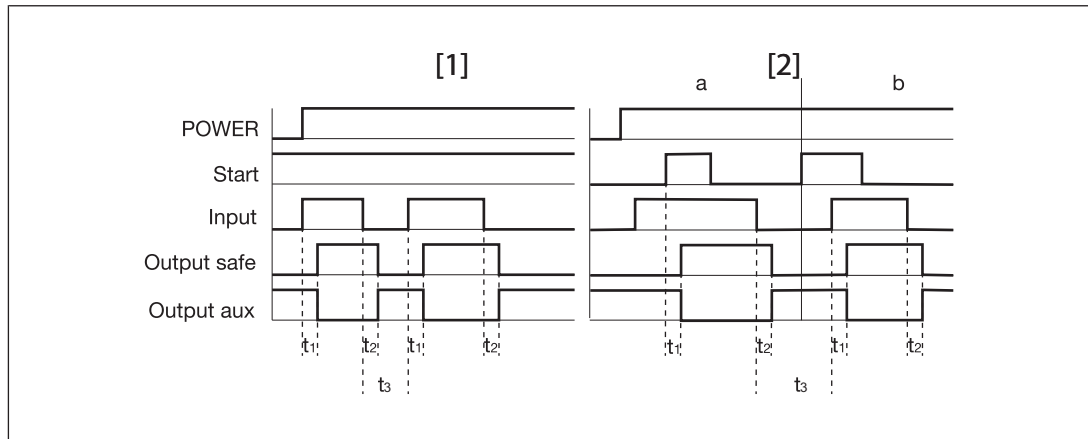 [1] [2]
a b
POWER
Start
Input
Output safe
Output aux
t1 t2 t1 t2 t1 t2 t1 t2
t3 t3